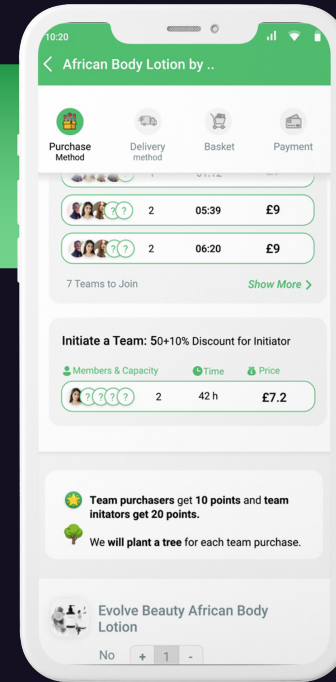 10:20
African Body Lotion by ..
Purchase Method
Delivery method
Basket
Payment
2 05:39 £9
? ?
2 06:20 £9
? ?
7 Teams to Join
Show More >
Initiate a Team: 50+10% Discount for Initiator
Members & Capacity Time Price
? ? ? ? 2 42 h £7.2
Team purchasers get 10 points and team
initators get 20 points.
We will plant a tree for each team purchase.
Evolve Beauty African Body
Lotion
No + 1 -